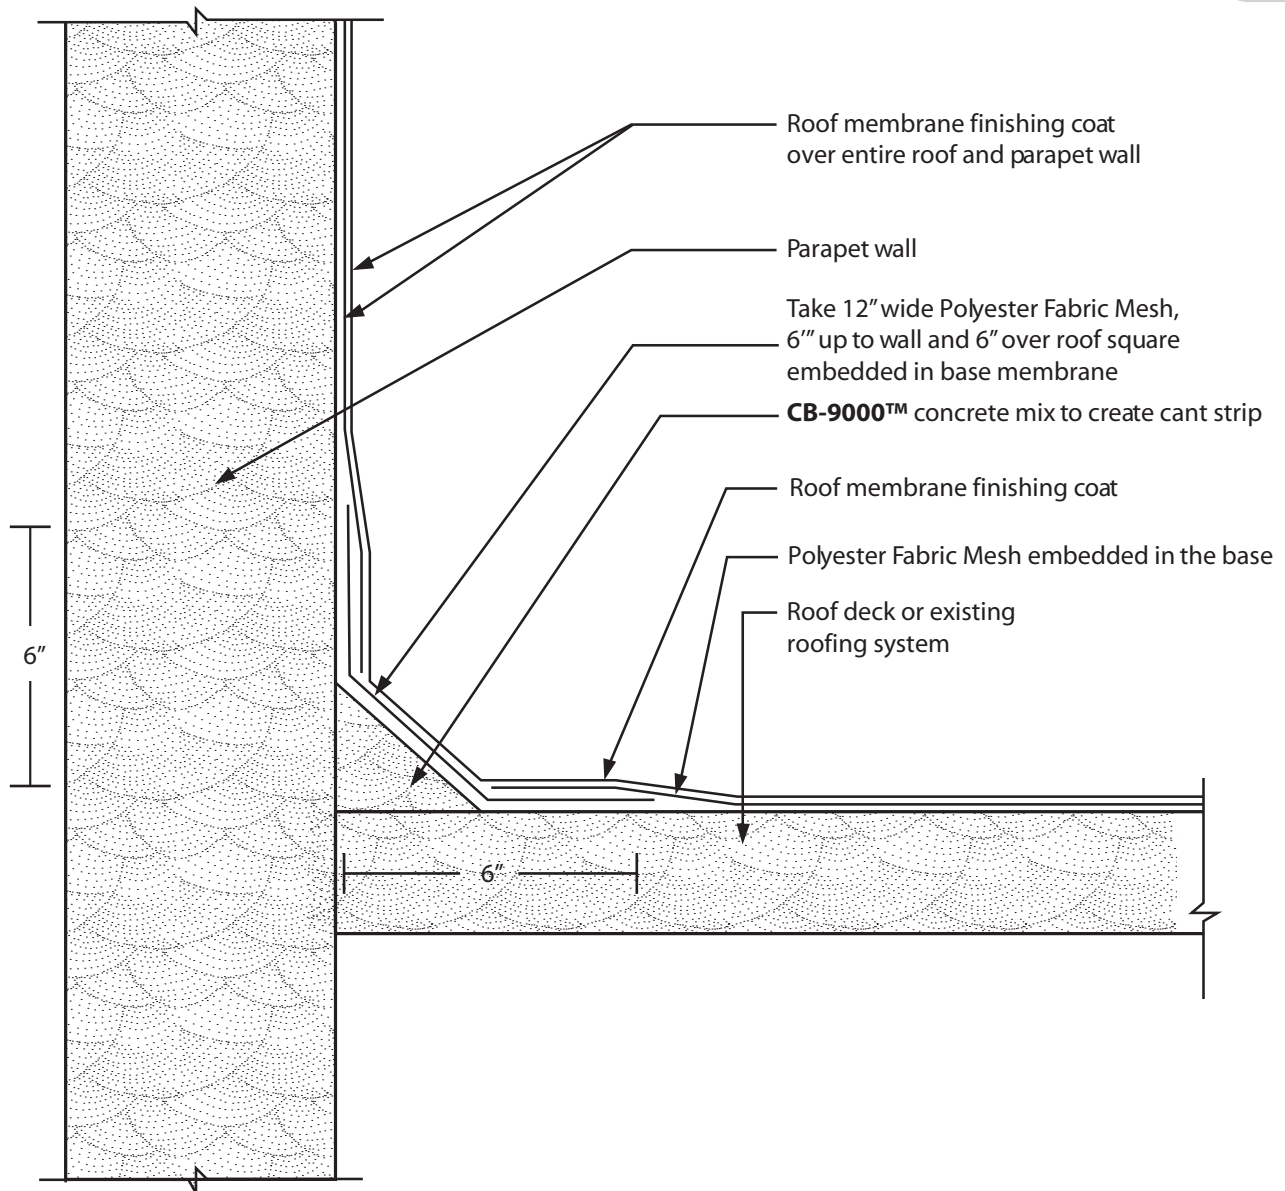 Roof membrane finishing coat
over entire roof and parapet wall
Parapet wall
Take 12” wide Polyester Fabric Mesh,
6’” up to wall and 6” over roof square
embedded in base membrane
CB-9000™ concrete mix to create cant strip
Roof membrane finishing coat
Polyester Fabric Mesh embedded in the base
Roof deck or existing
roofing system
6”
6”